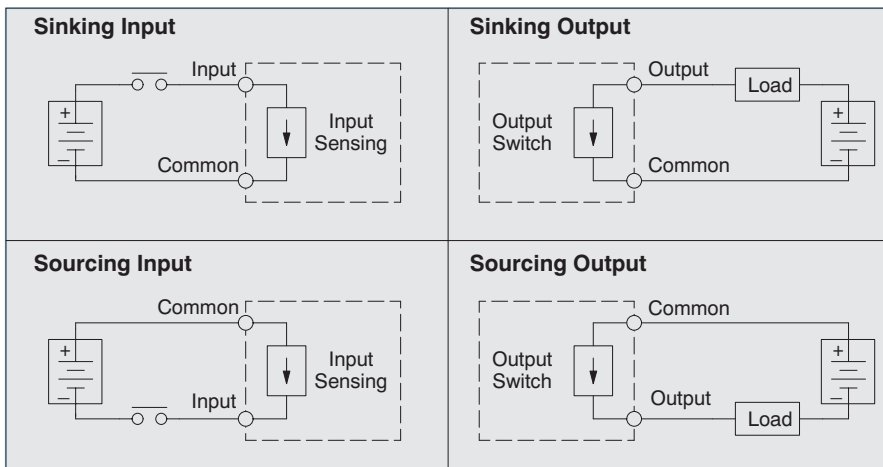 Sinking Input
Input
+
–
Input
Sensing
Common
Sinking Output
Output
Load
Output
Switch
+
–
Common
Sourcing Input
Common
+
–
Input
Sensing
Input
Sourcing Output
Common
Output
Switch
+
–
Output
Load